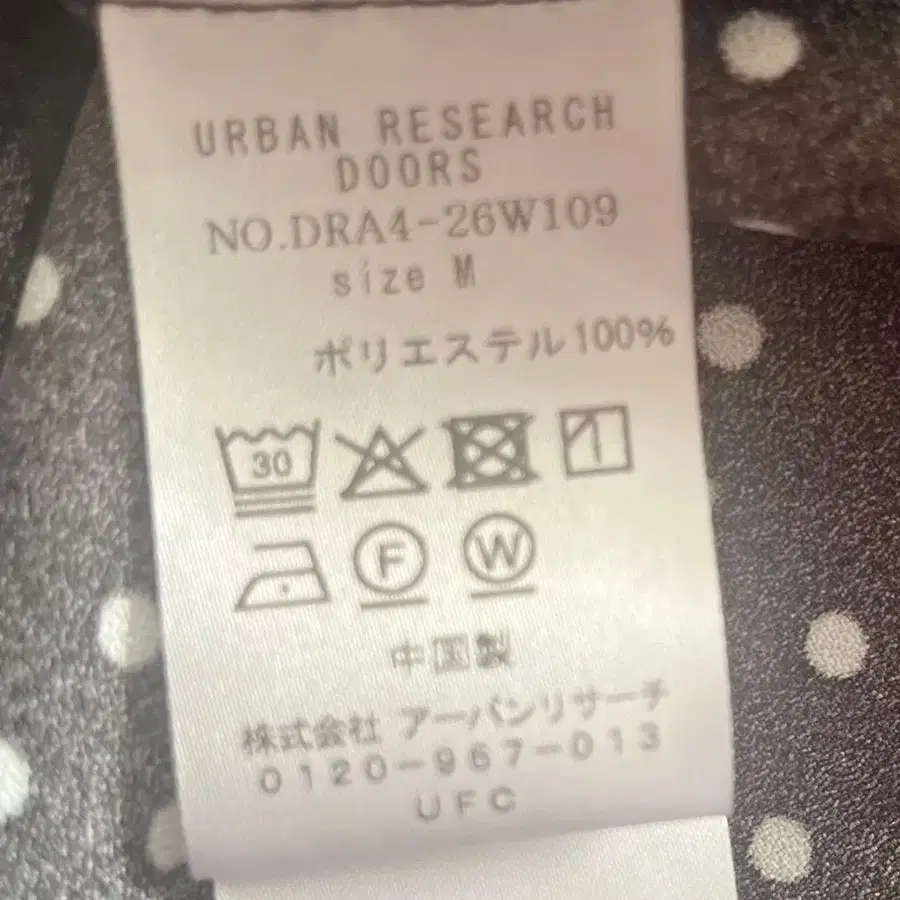 URBAN RESEARCH
DOORS
NO.DRA4-26W109
size M
ポリエステル100%
30
F W
中国製
株式会社 アーバンリサーチ
0120-967-013
UFC